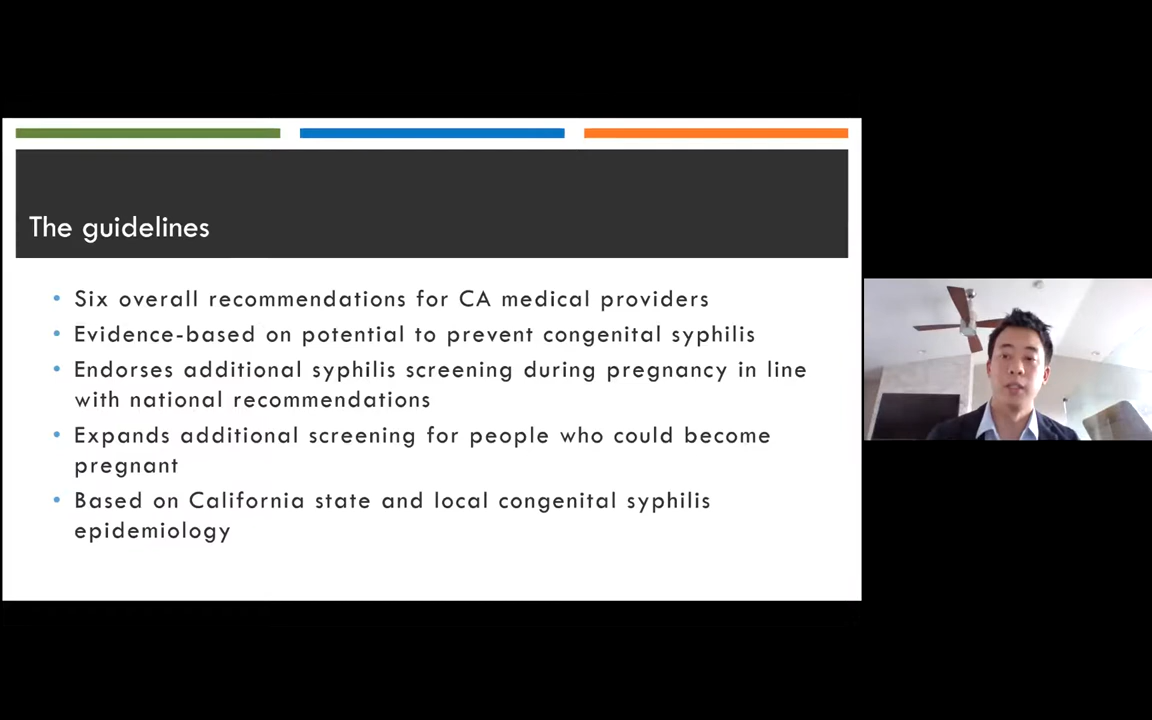 The guidelines
• Six overall recommendations for CA medical providers
• Evidence-based on potential to prevent congenital syphilis
• Endorses additional syphilis screening during pregnancy in line
with national recommendations
• Expands additional screening for people who could become
pregnant
• Based on California state and local congenital syphilis
epidemiology